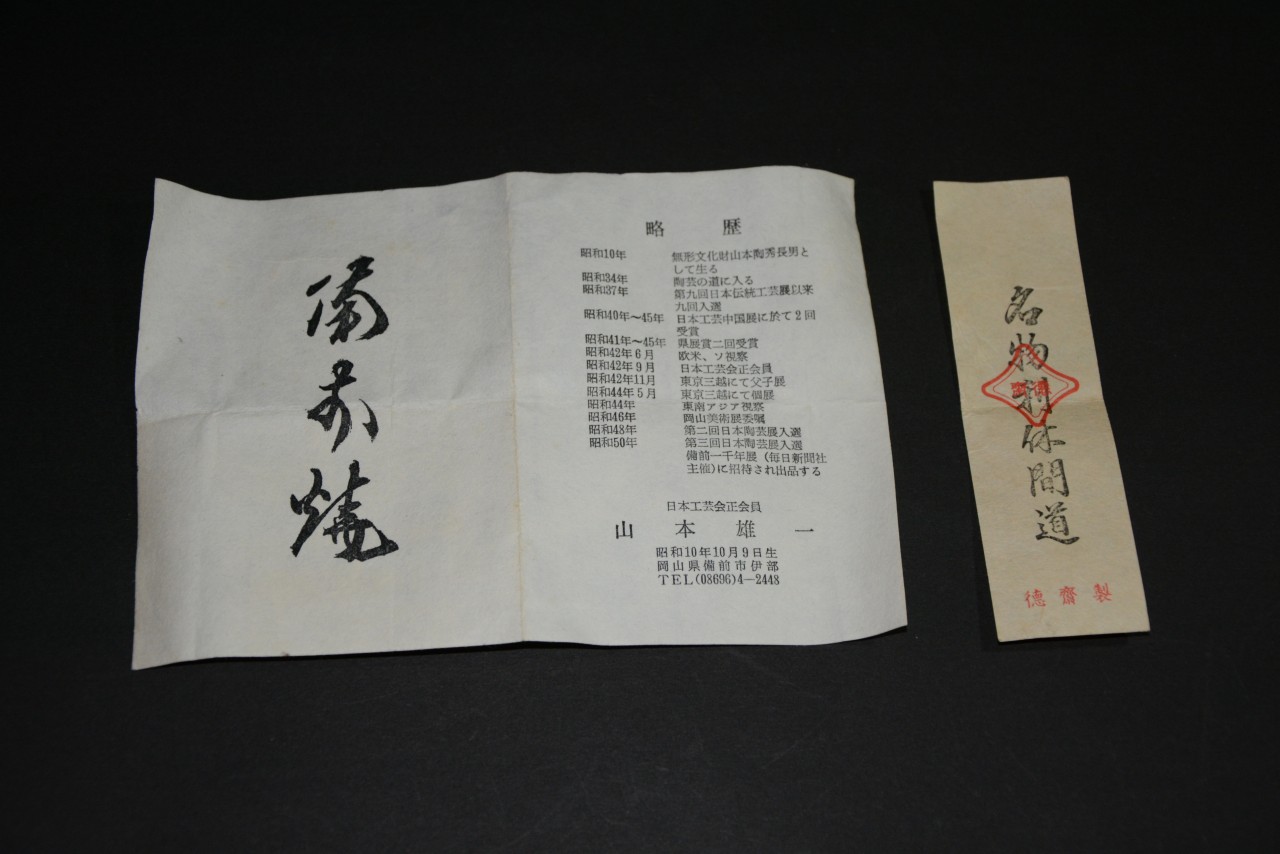 備前焼
略歴
昭和10年 無形文化財山本陶秀長男と
して生る
昭和34年 陶芸の道に入る
昭和37年 第九回日本伝統工芸展以来
九回入選
昭和40年～45年 日本工芸中国展に於て2回
受賞
昭和41年～45年 県展賞二回受賞
昭和42年6月 欧米、ソ視察
昭和42年9月 日本工芸会正会員
昭和42年11月 東京三越にて父子展
昭和44年5月 東京三越にて個展
昭和44年 東南アジア視察
昭和46年 岡山美術展委嘱
昭和48年 第二回日本陶芸展入選
昭和50年 第三回日本陶芸展入選
備前一千年展（毎日新聞社
主催）に招待され出品する
日本工芸会正会員
山本雄一
昭和10年10月9日生
岡山県備前市伊部
TEL(08696)4-2448
名物利休間道
徳齋製